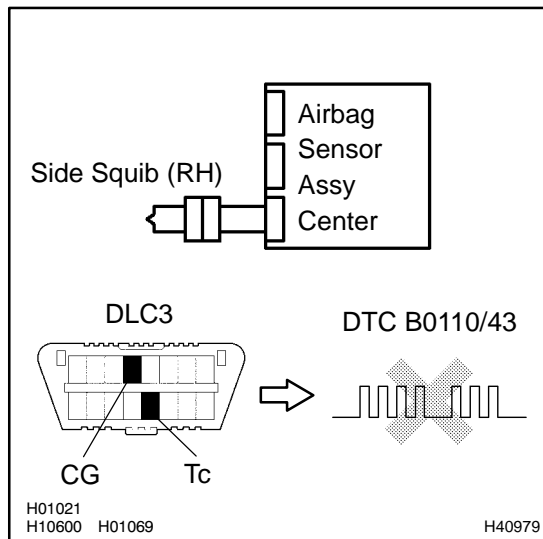 Airbag
Sensor
Assy
Center
Side Squib (RH)
DLC3
DTC B0110/43
CG
Tc
H01021
H10600 H01069
H40979